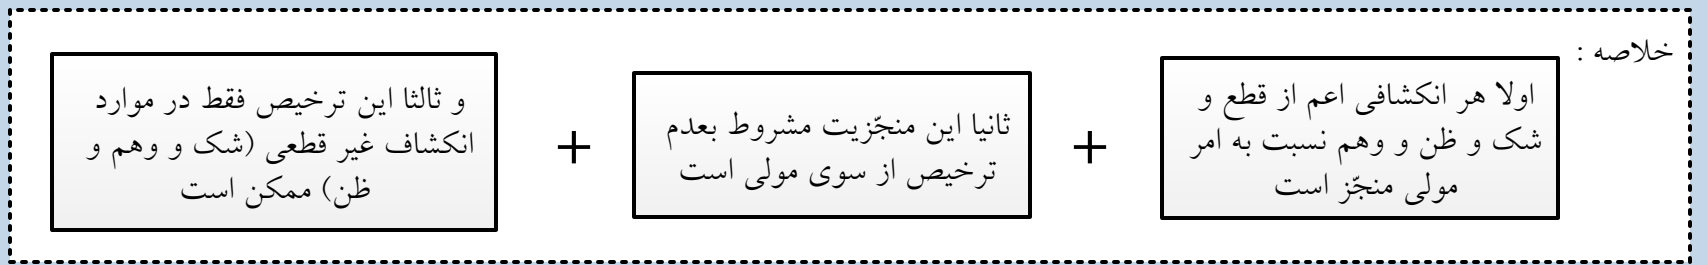 خلاصه :
اولا هر انکشافی اعم از قطع و
شک و ظن و وهم نسبت به امر
مولی منجّز است
+
ثانیا این منجّزیت مشروط بعدم
ترخیص از سوی مولی است
+
و ثالثا این ترخیص فقط در موارد
انکشاف غیر قطعی (شک و وهم و
ظن) ممکن است